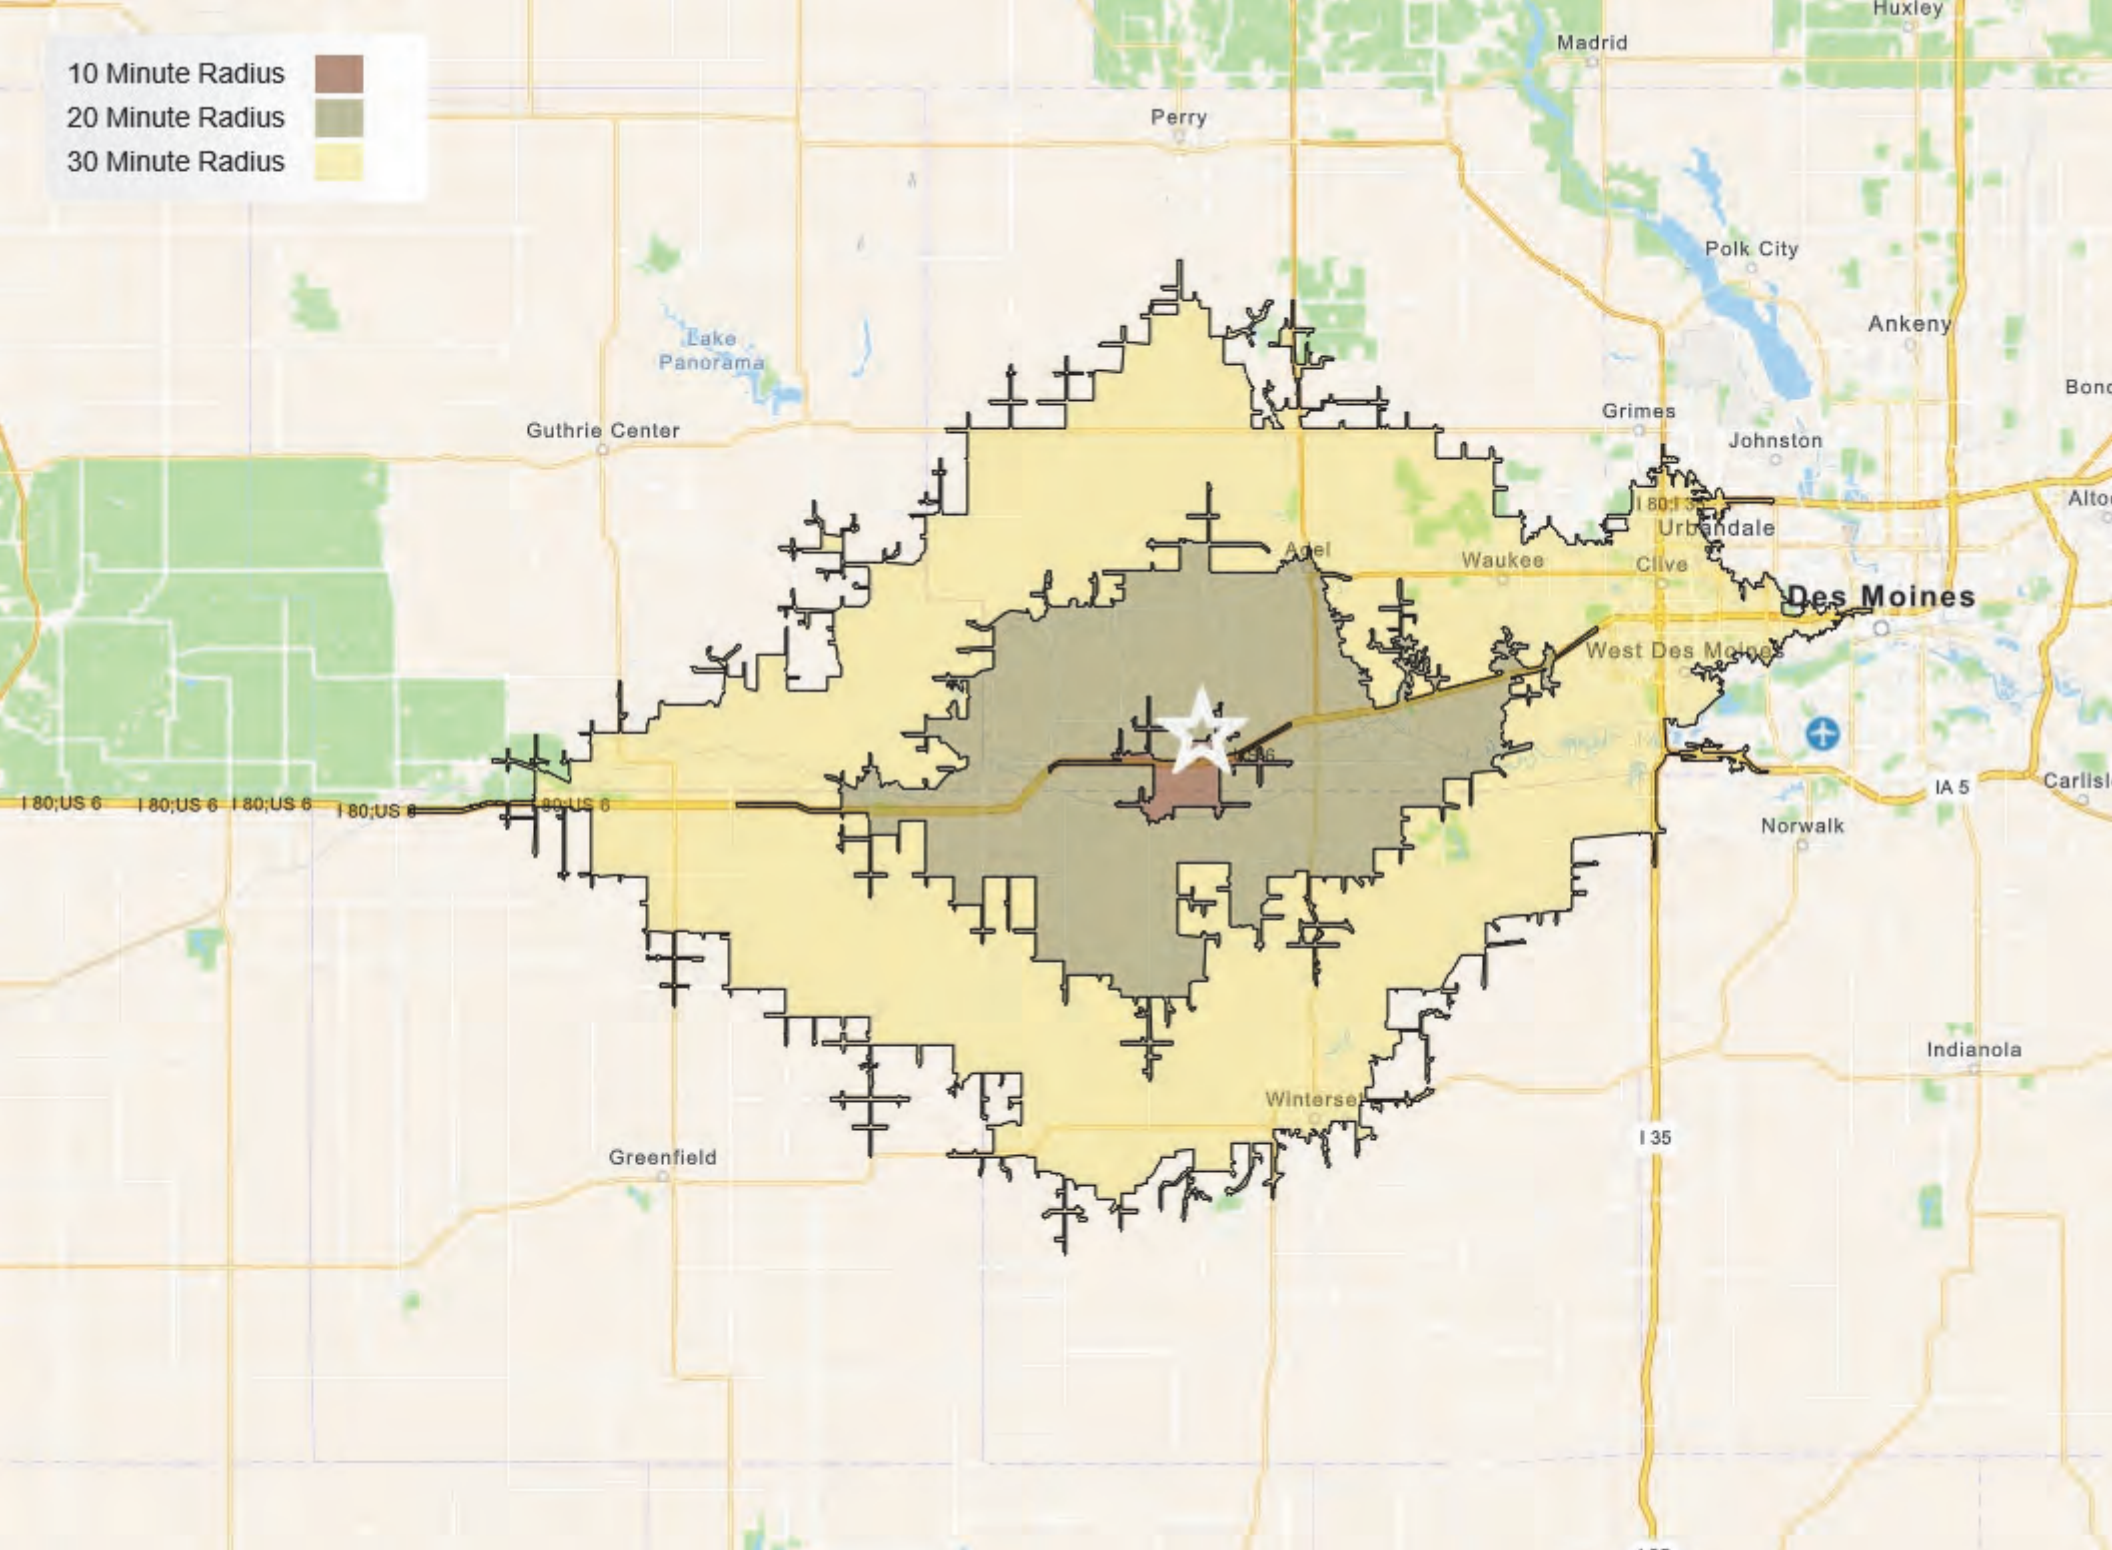 Huxley
Madrid
10 Minute Radius
20 Minute Radius
30 Minute Radius
Perry
Polk City
Ankeny
Lake
Panorama
Grimes
Guthrie Center
Johnston
Urbandale
Adel
Waukee
Clive
Des Moines
West Des Moines
I 80;US 6
I 80;US 6
I 80;US 6
I 80;US 6
IA 5
Norwalk
Indianola
Winterset
I 35
Greenfield